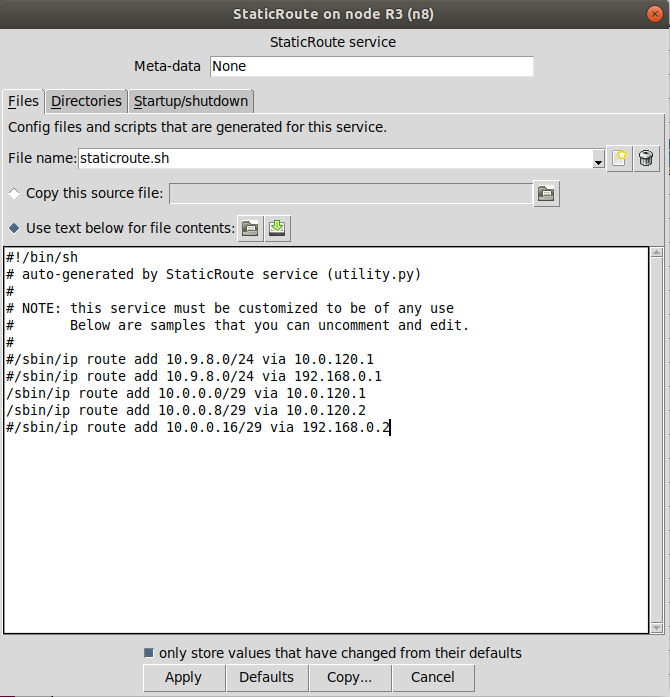 StaticRoute on node R3 (n8)
StaticRoute service
Meta-data None
Files Directories Startup/shutdown
Config files and scripts that are generated for this service.
File name: staticroute.sh
Copy this source file:
Use text below for file contents:
#!/bin/sh
# auto-generated by StaticRoute service (utility.py)
#
# NOTE: this service must be customized to be of any use
#       Below are samples that you can uncomment and edit.
#
#/sbin/ip route add 10.9.8.0/24 via 10.0.120.1
#/sbin/ip route add 10.9.8.0/24 via 192.168.0.1
/sbin/ip route add 10.0.0.0/29 via 10.0.120.1
/sbin/ip route add 10.0.0.8/29 via 10.0.120.2
#/sbin/ip route add 10.0.0.16/29 via 192.168.0.2
only store values that have changed from their defaults
Apply Defaults Copy... Cancel